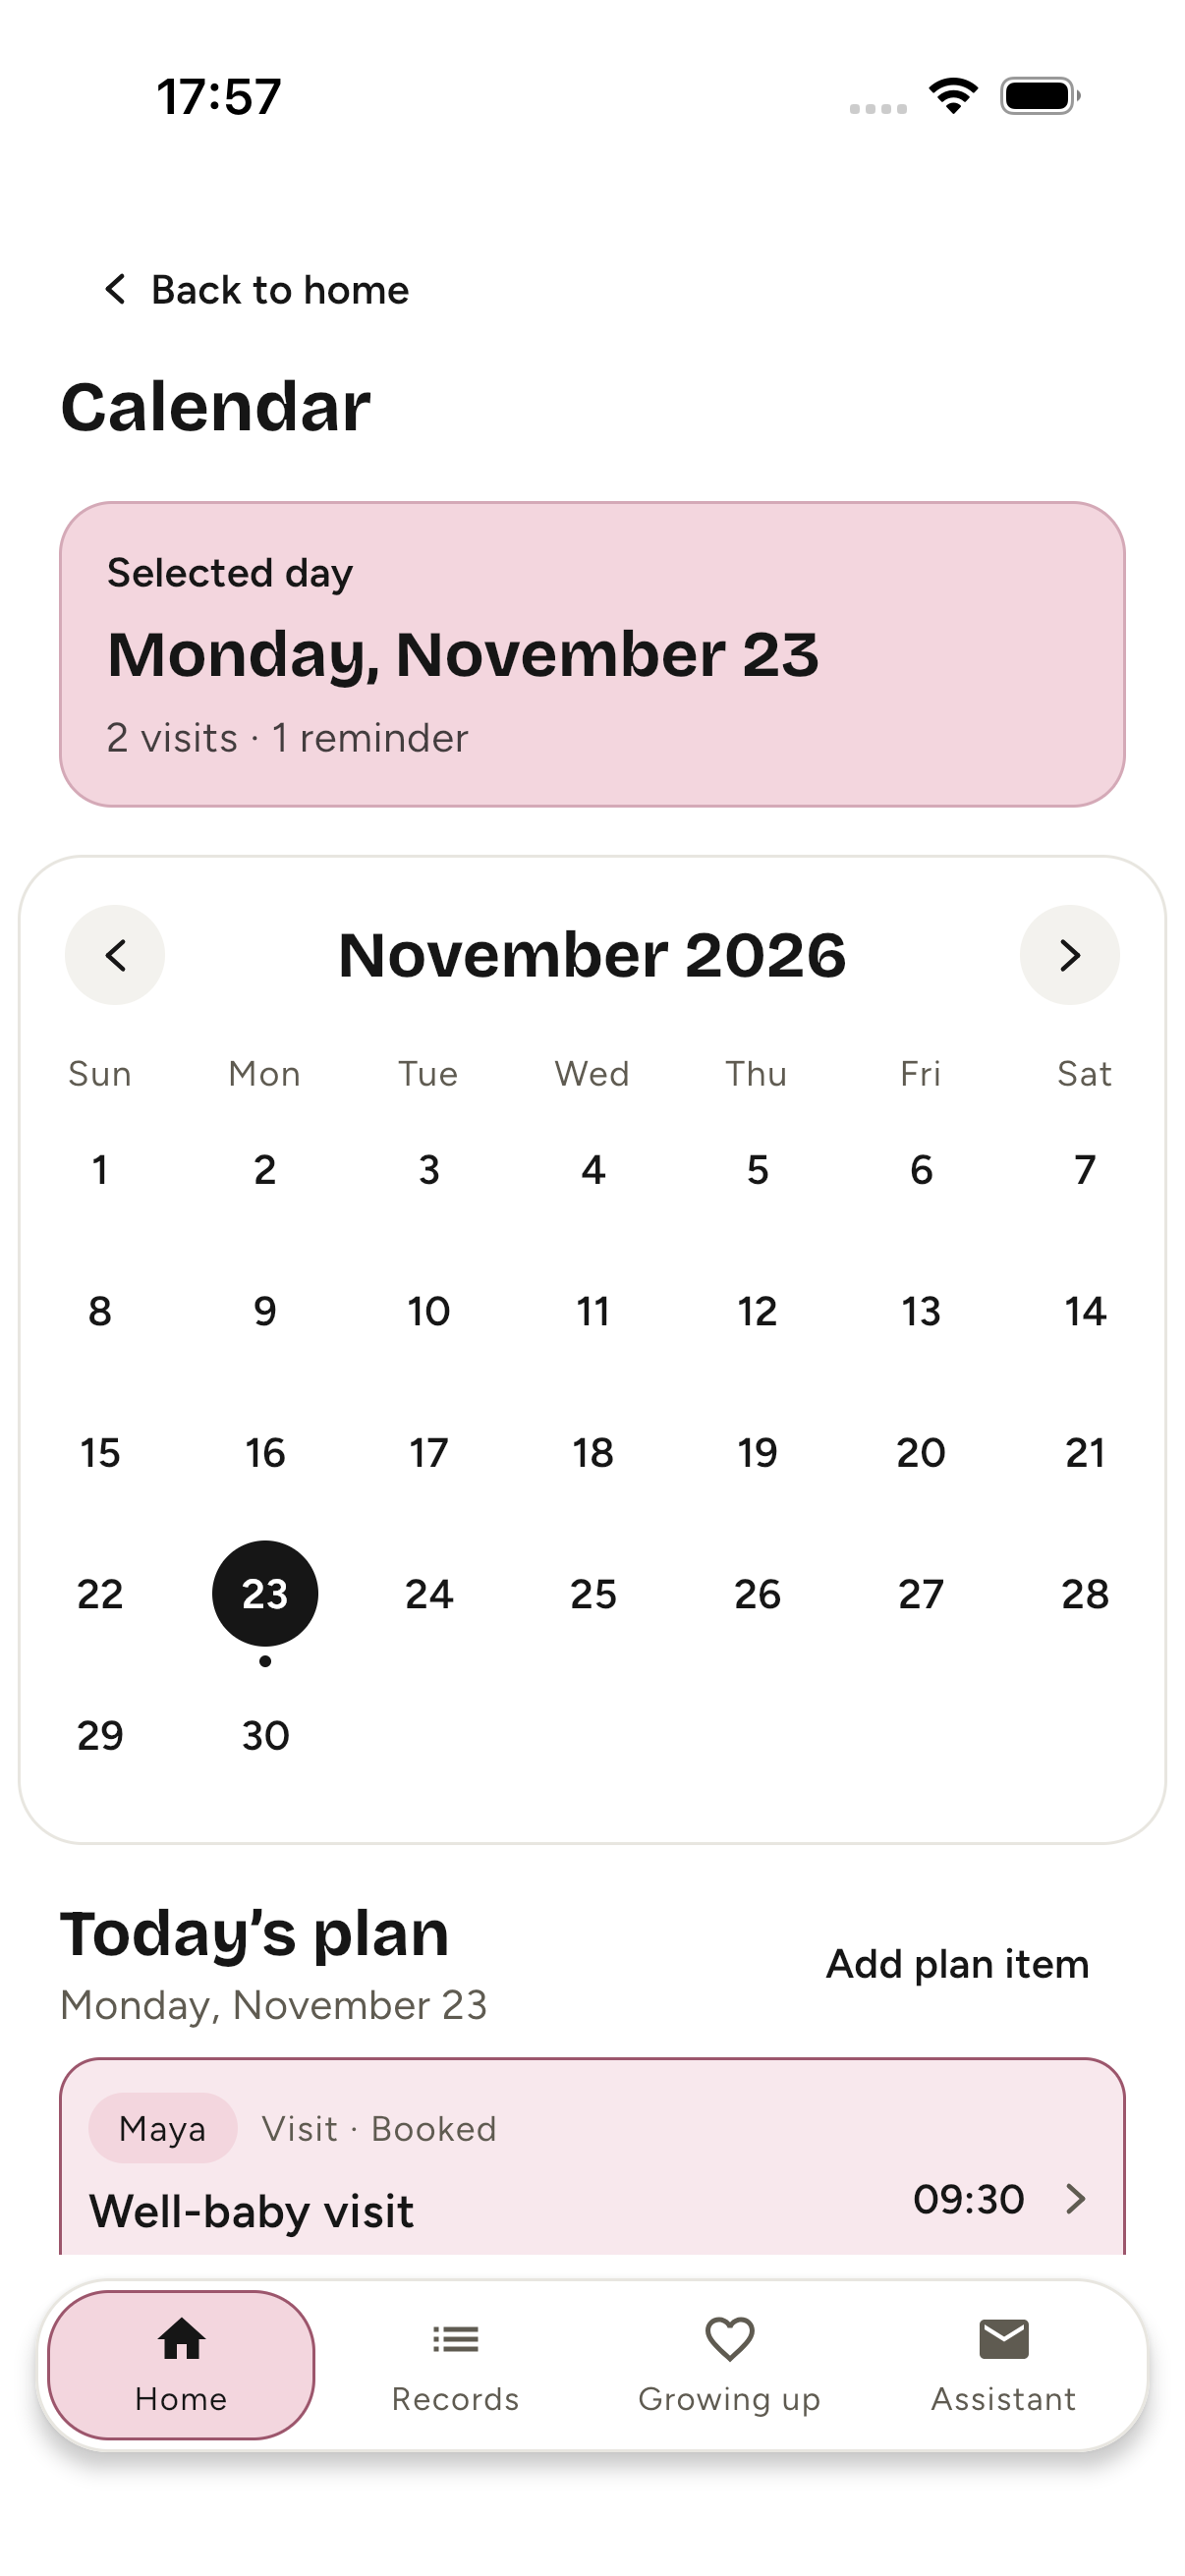 17:57
Back to home
Calendar
Selected day
Monday, November 23
2 visits · 1 reminder
November 2026
Sun Mon Tue Wed Thu Fri Sat
1 2 3 4 5 6 7
8 9 10 11 12 13 14
15 16 17 18 19 20 21
22 23 24 25 26 27 28
29 30
Today’s plan
Add plan item
Monday, November 23
Maya Visit · Booked
Well-baby visit 09:30
Home Records Growing up Assistant